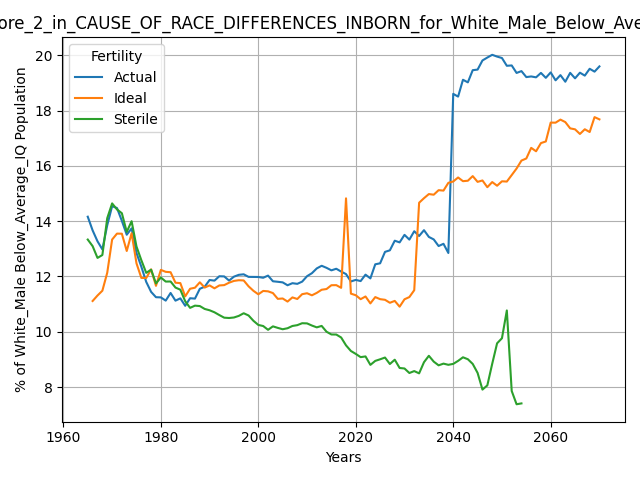 ore_2_in_CAUSE_OF_RACE_DIFFERENCES_INBORN_for_White_Male_Below_Ave
Fertility
Actual
Ideal
Sterile
% of White_Male Below_Average_IQ Population
20
18
16
14
12
10
8
1960
1980
2000
2020
2040
2060
Years